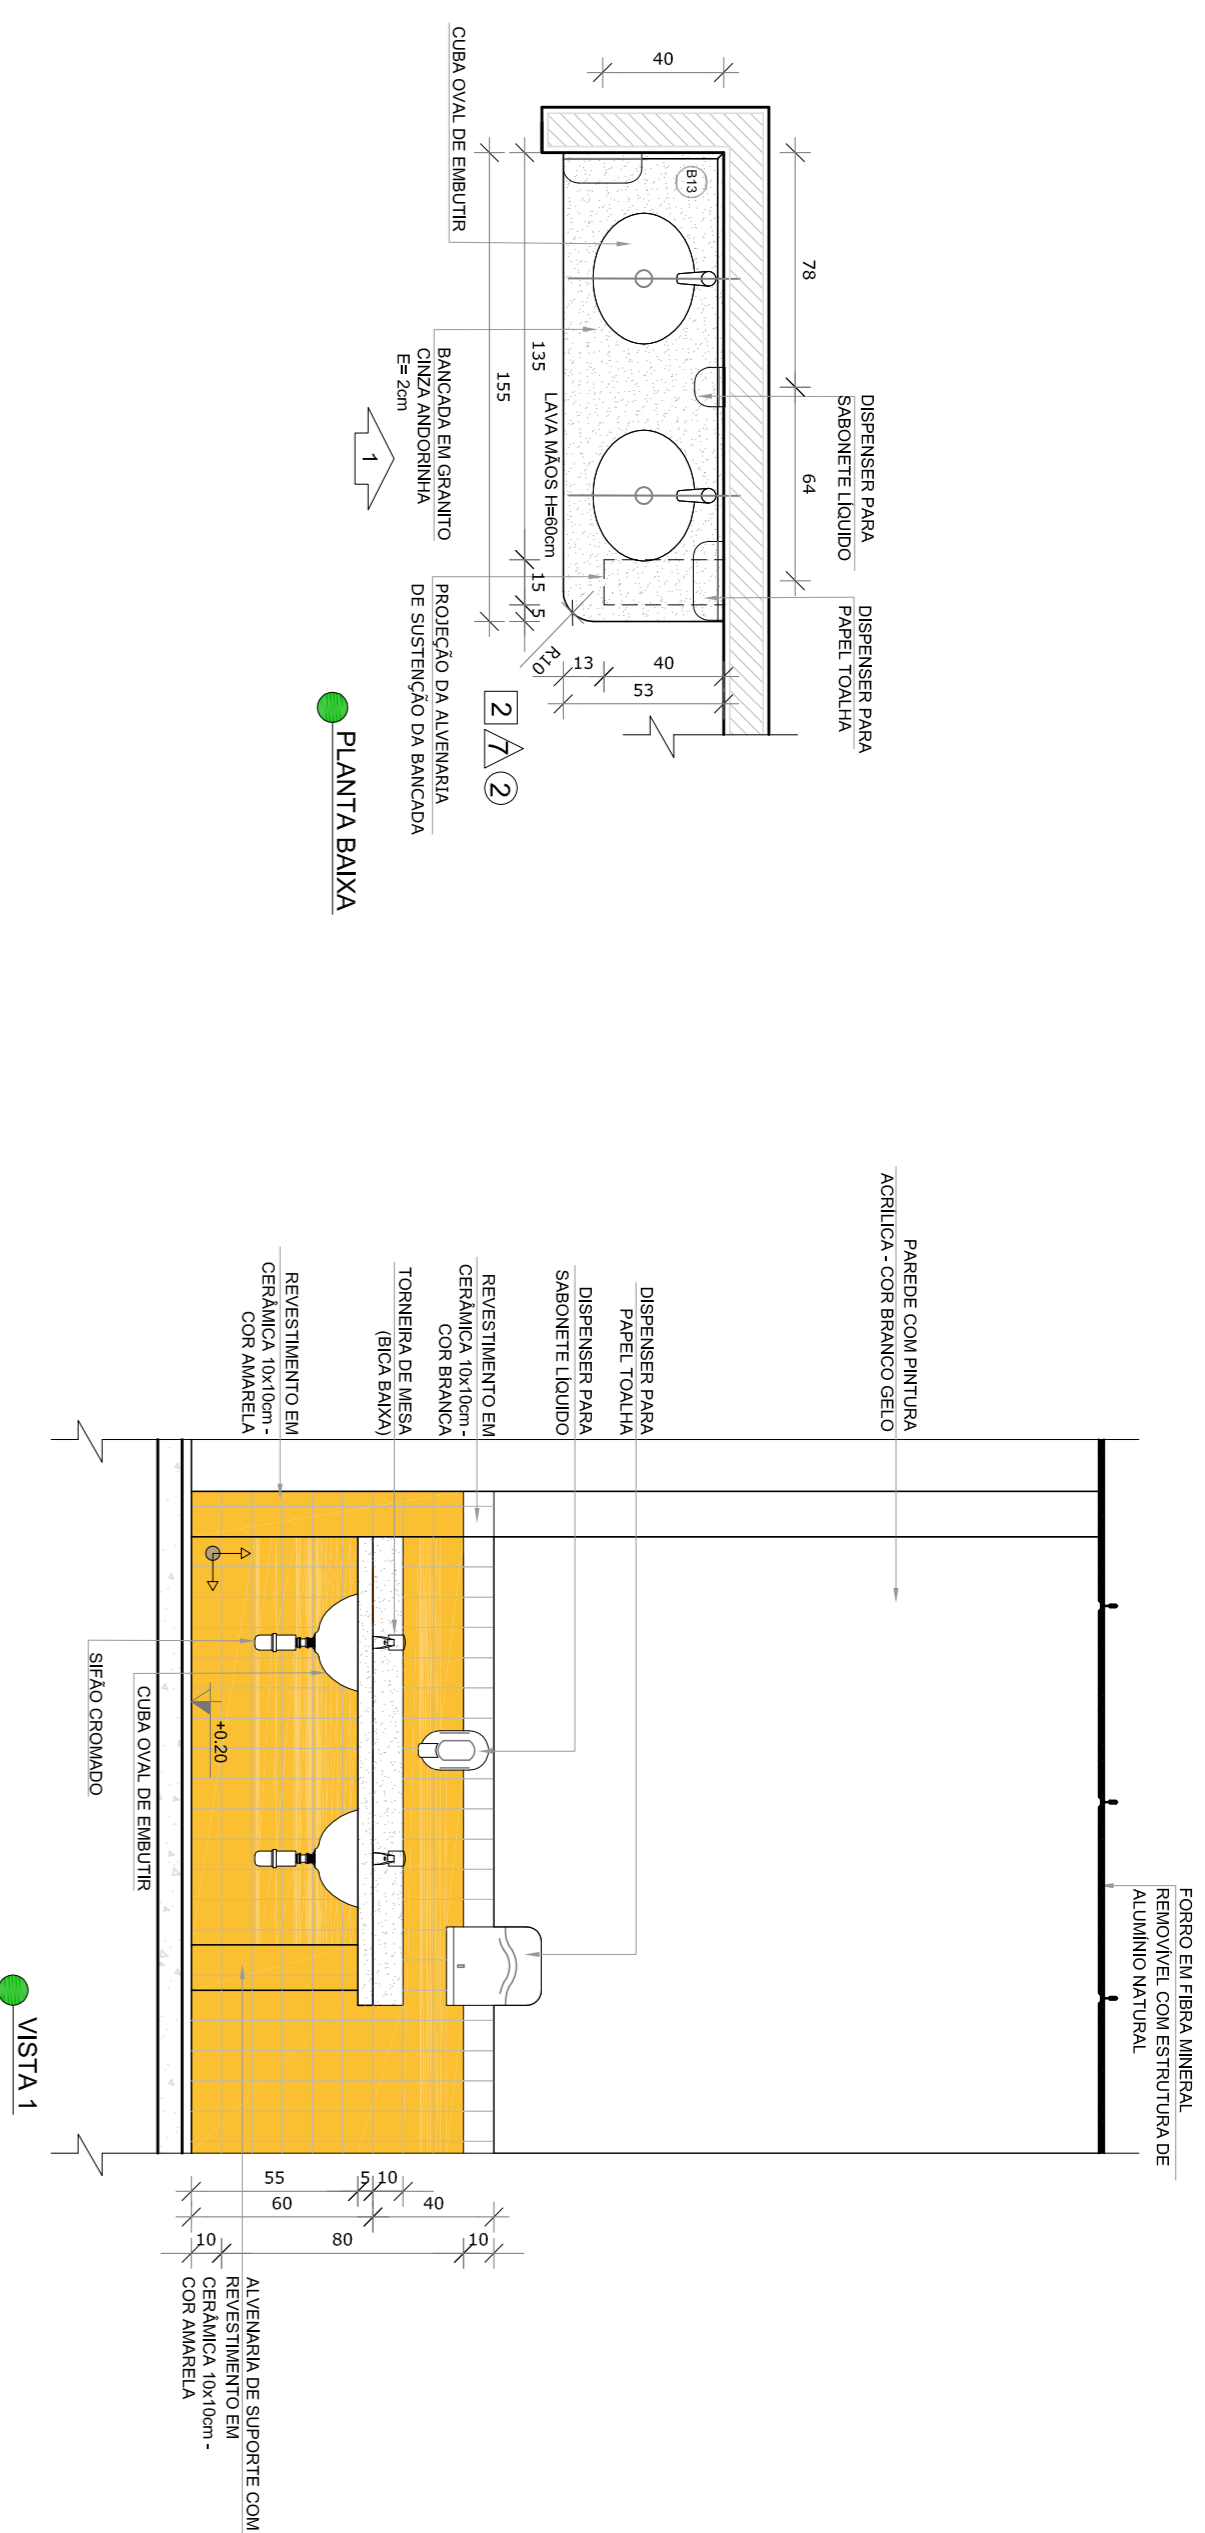 40
CUBA OVAL DE EMBUTIR
B13
78
64
DISPENSER PARA
SABONETE LÍQUIDO
DISPENSER PARA
PAPEL TOALHA
135
155
15
5
LAVA MÃOS H=60cm
BANCADA EM GRANITO
CINZA ANDORINHA
E= 2cm
1
R10
13
40
53
PROJEÇÃO DA ALVENARIA
DE SUSTENÇÃO DA BANCADA
2
7
2
PLANTA BAIXA
PAREDE COM PINTURA
ACRÍLICA - COR BRANCO GELO
DISPENSER PARA
PAPEL TOALHA
DISPENSER PARA
SABONETE LÍQUIDO
REVESTIMENTO EM
CERÂMICA 10x10cm -
COR BRANCA
TORNEIRA DE MESA
(BICA BAIXA)
REVESTIMENTO EM
CERÂMICA 10x10cm -
COR AMARELA
FORRO EM FIBRA MINERAL
REMOVÍVEL COM ESTRUTURA DE
ALUMÍNIO NATURAL
+0.20
SIFÃO CROMADO
CUBA OVAL DE EMBUTIR
55
5
10
60
40
10
80
10
ALVENARIA DE SUPORTE COM
REVESTIMENTO EM
CERÂMICA 10x10cm -
COR AMARELA
VISTA 1